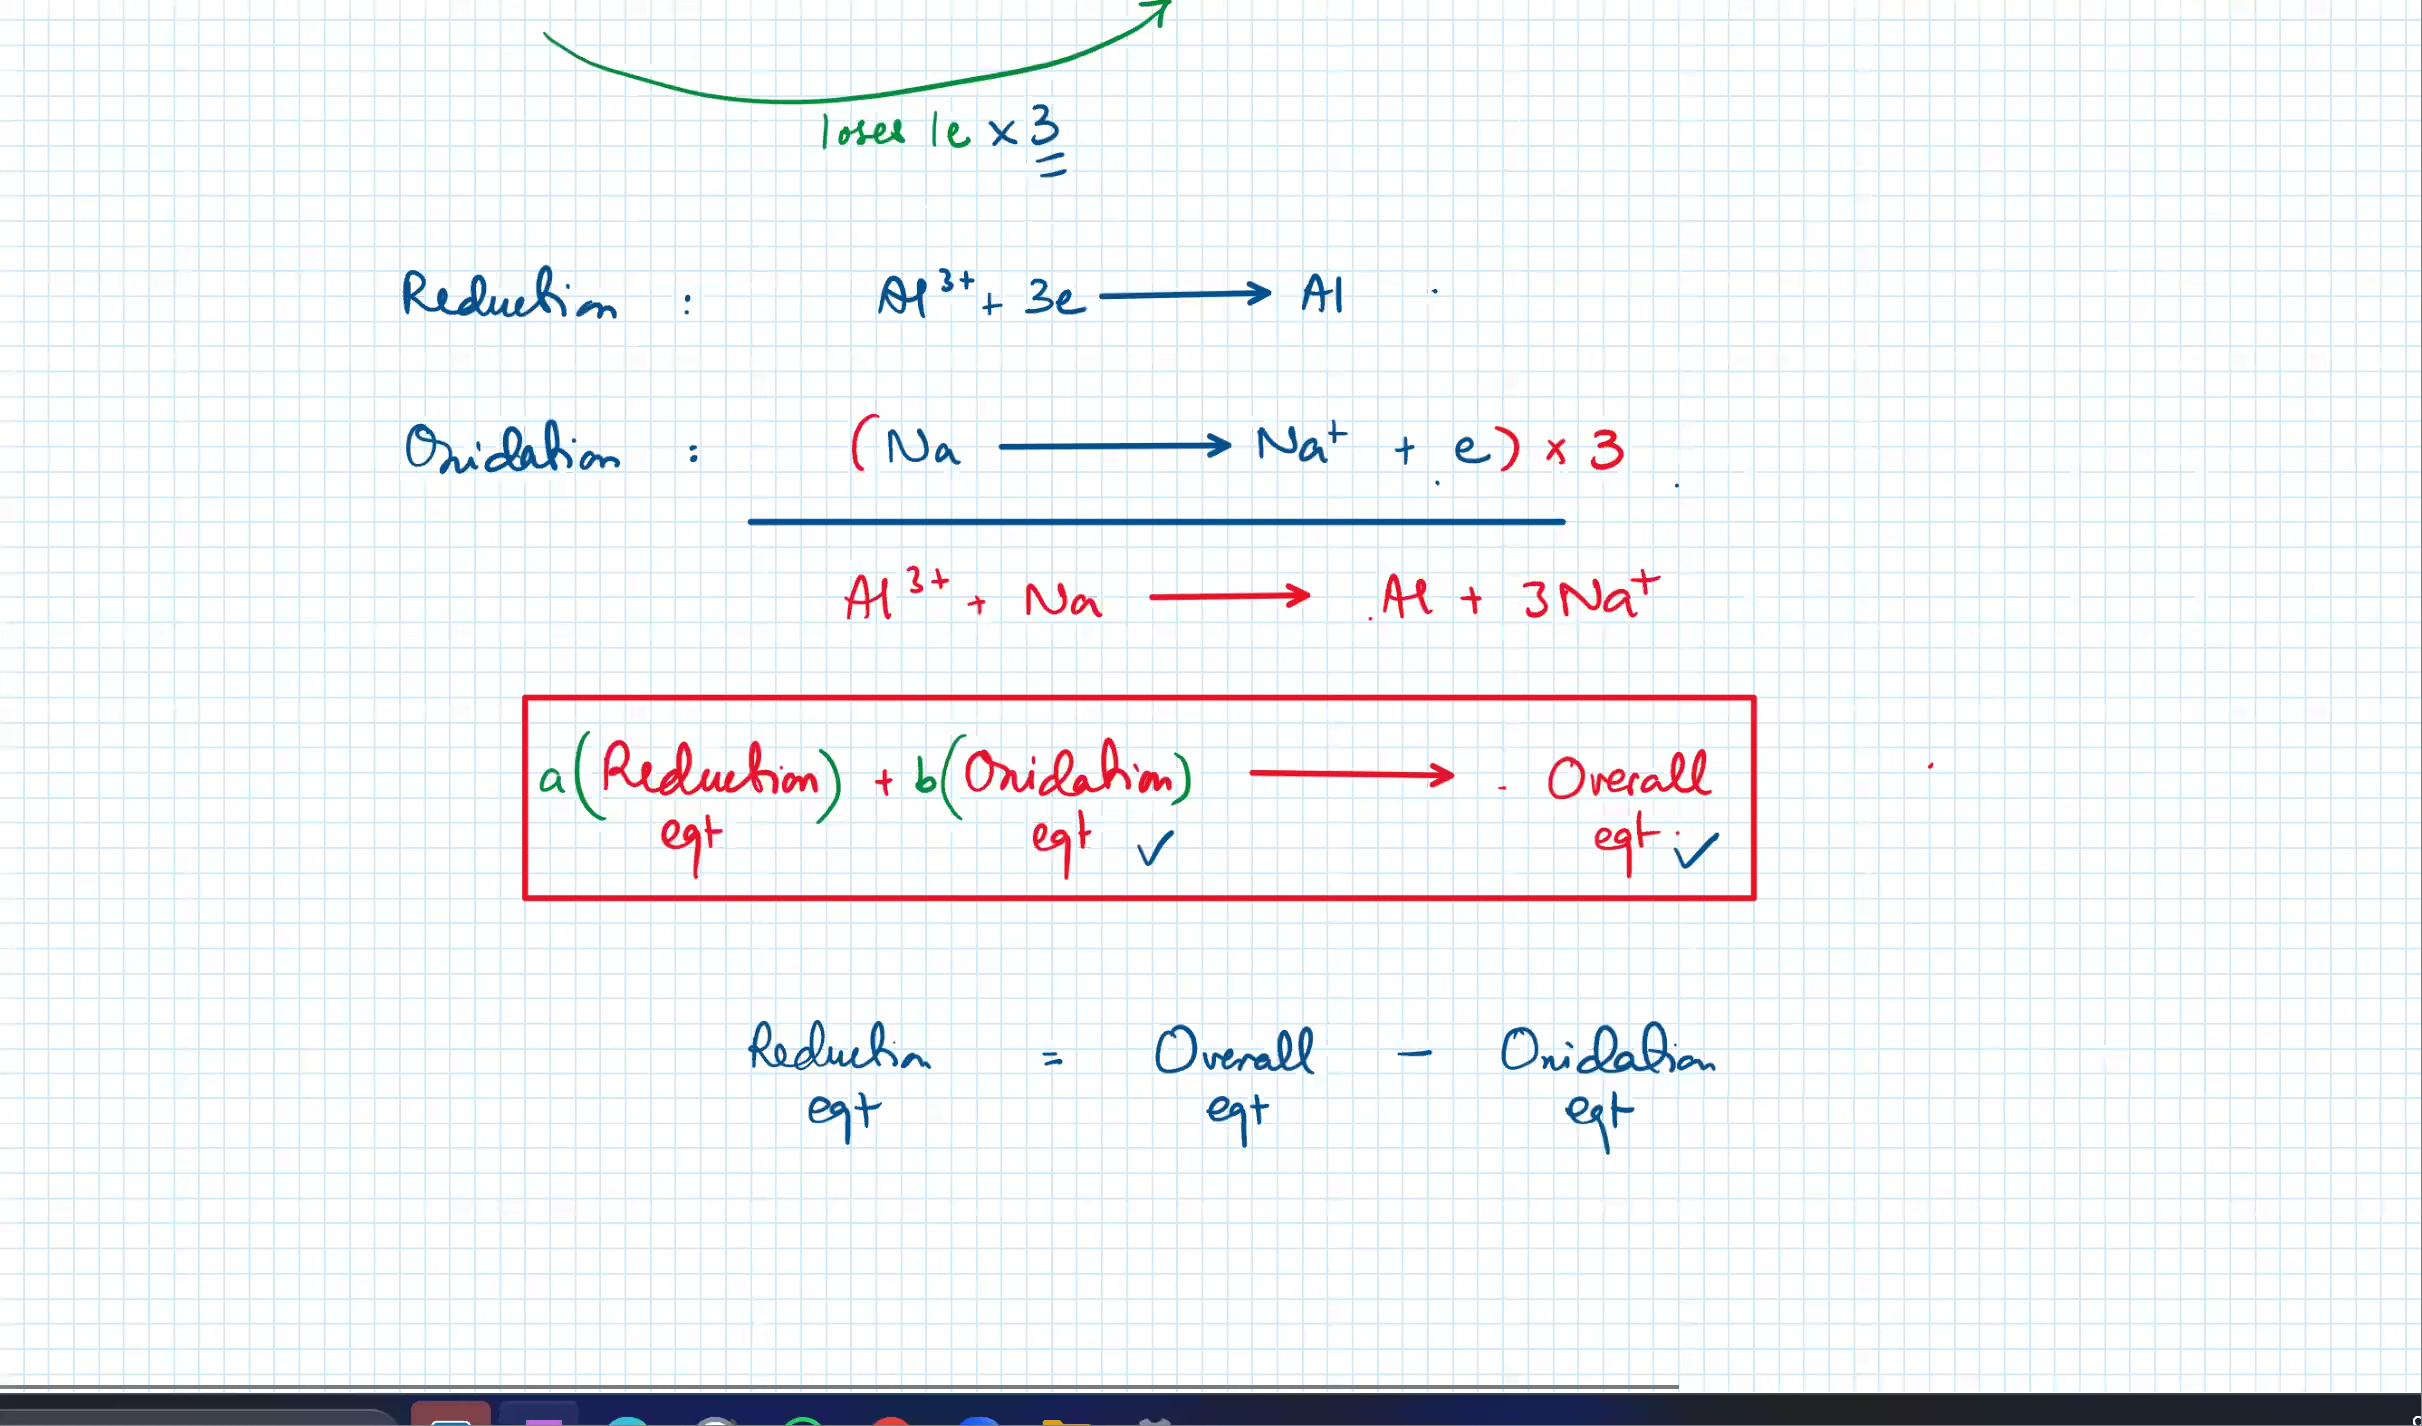 loses 1e × 3
Reduction : Al³⁺ + 3e ⟶ Al
Oxidation : (Na ⟶ Na⁺ + e) × 3
Al³⁺ + Na ⟶ Al + 3Na⁺
a(Reduction) + b(Oxidation) ⟶ Overall
eqt eqt ✓ eqt ✓
Reduction = Overall – Oxidation
eqt eqt eqt